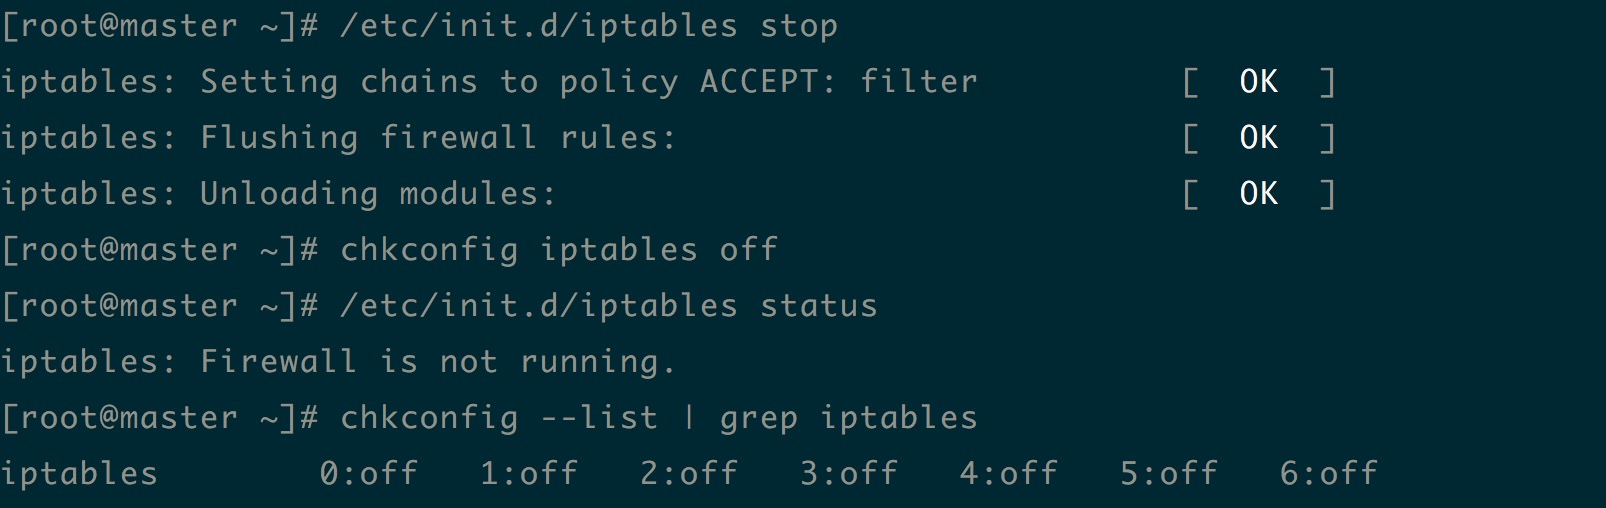 [root@master ~]# /etc/init.d/iptables stop
iptables: Setting chains to policy ACCEPT: filter          [  OK  ]
iptables: Flushing firewall rules:                         [  OK  ]
iptables: Unloading modules:                               [  OK  ]
[root@master ~]# chkconfig iptables off
[root@master ~]# /etc/init.d/iptables status
iptables: Firewall is not running.
[root@master ~]# chkconfig --list | grep iptables
iptables        0:off   1:off   2:off   3:off   4:off   5:off   6:off